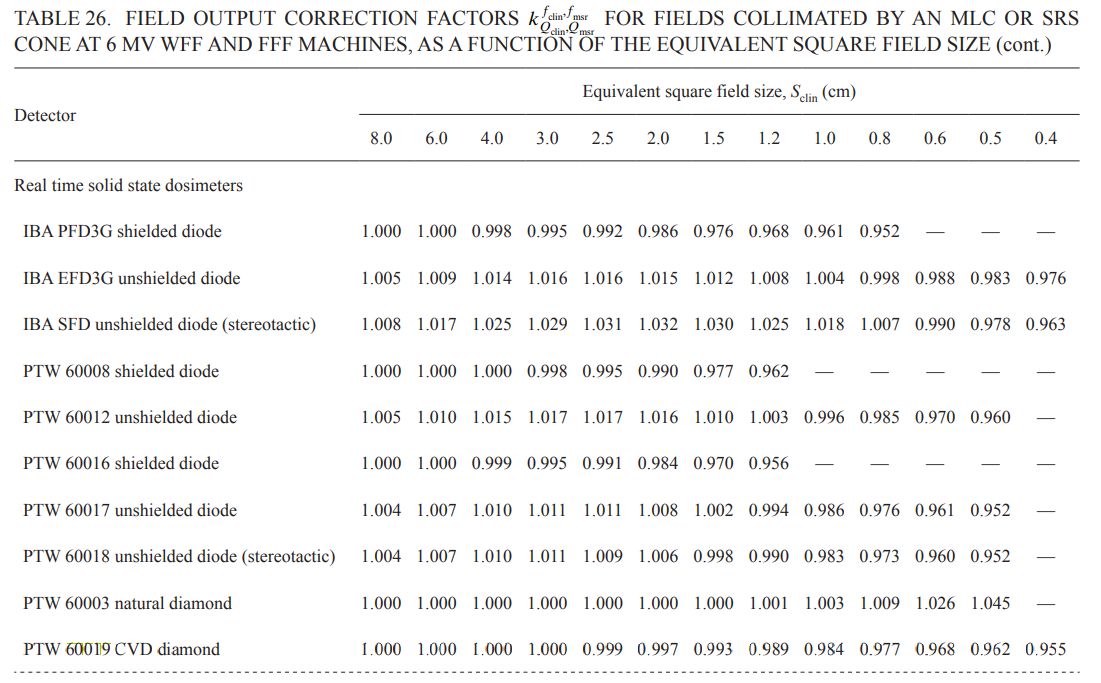 TABLE 26. FIELD OUTPUT CORRECTION FACTORS k^{f_clin, f_msr}_{Q_clin, Q_msr} FOR FIELDS COLLIMATED BY AN MLC OR SRS
CONE AT 6 MV WFF AND FFF MACHINES, AS A FUNCTION OF THE EQUIVALENT SQUARE FIELD SIZE (cont.)
Equivalent square field size, S_clin (cm)
Detector
8.0 6.0 4.0 3.0 2.5 2.0 1.5 1.2 1.0 0.8 0.6 0.5 0.4
Real time solid state dosimeters
IBA PFD3G shielded diode 1.000 1.000 0.998 0.995 0.992 0.986 0.976 0.968 0.961 0.952 — — —
IBA EFD3G unshielded diode 1.005 1.009 1.014 1.016 1.016 1.015 1.012 1.008 1.004 0.998 0.988 0.983 0.976
IBA SFD unshielded diode (stereotactic) 1.008 1.017 1.025 1.029 1.031 1.032 1.030 1.025 1.018 1.007 0.990 0.978 0.963
PTW 60008 shielded diode 1.000 1.000 1.000 0.998 0.995 0.990 0.977 0.962 — — — — —
PTW 60012 unshielded diode 1.005 1.010 1.015 1.017 1.017 1.016 1.010 1.003 0.996 0.985 0.970 0.960 —
PTW 60016 shielded diode 1.000 1.000 0.999 0.995 0.991 0.984 0.970 0.956 — — — — —
PTW 60017 unshielded diode 1.004 1.007 1.010 1.011 1.011 1.008 1.002 0.994 0.986 0.976 0.961 0.952 —
PTW 60018 unshielded diode (stereotactic) 1.004 1.007 1.010 1.011 1.009 1.006 0.998 0.990 0.983 0.973 0.960 0.952 —
PTW 60003 natural diamond 1.000 1.000 1.000 1.000 1.000 1.000 1.000 1.001 1.003 1.009 1.026 1.045 —
PTW 60019 CVD diamond 1.000 1.000 1.000 1.000 0.999 0.997 0.993 0.989 0.984 0.977 0.968 0.962 0.955